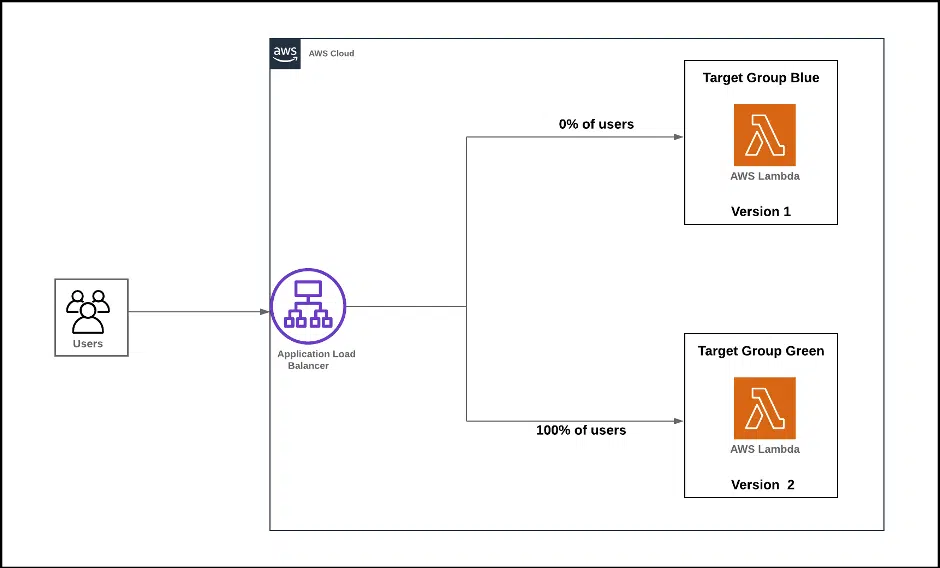 aws
AWS Cloud
Target Group Blue
AWS Lambda
Version 1
0% of users
Users
Application Load
Balancer
Target Group Green
AWS Lambda
Version  2
100% of users